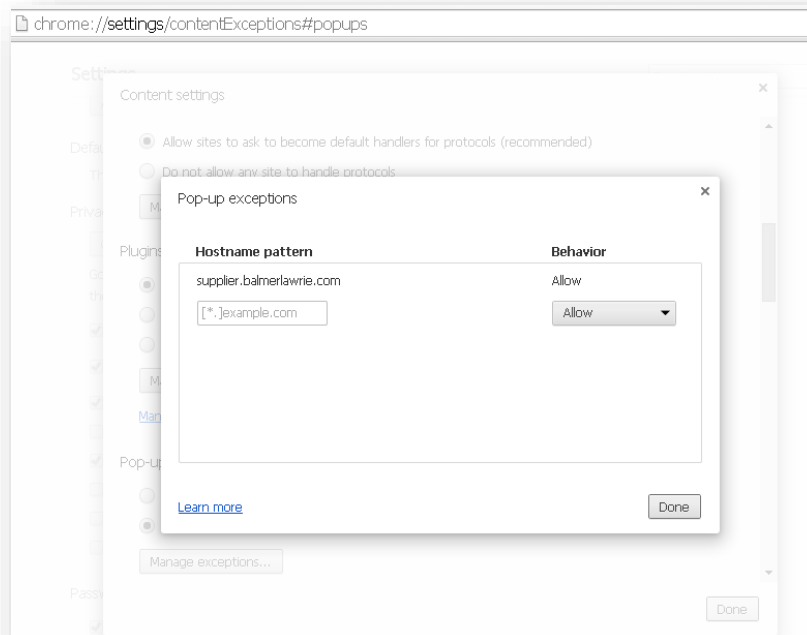 chrome://settings/contentExceptions#popups
Settings
Content settings ×
Allow sites to ask to become default handlers for protocols (recommended)
Do not allow any site to handle protocols
Pop-up exceptions ×
Plugins
Hostname pattern Behavior
supplier.balmerlawrie.com Allow
[*.]example.com Allow
Learn more Done
Manage exceptions...
Done